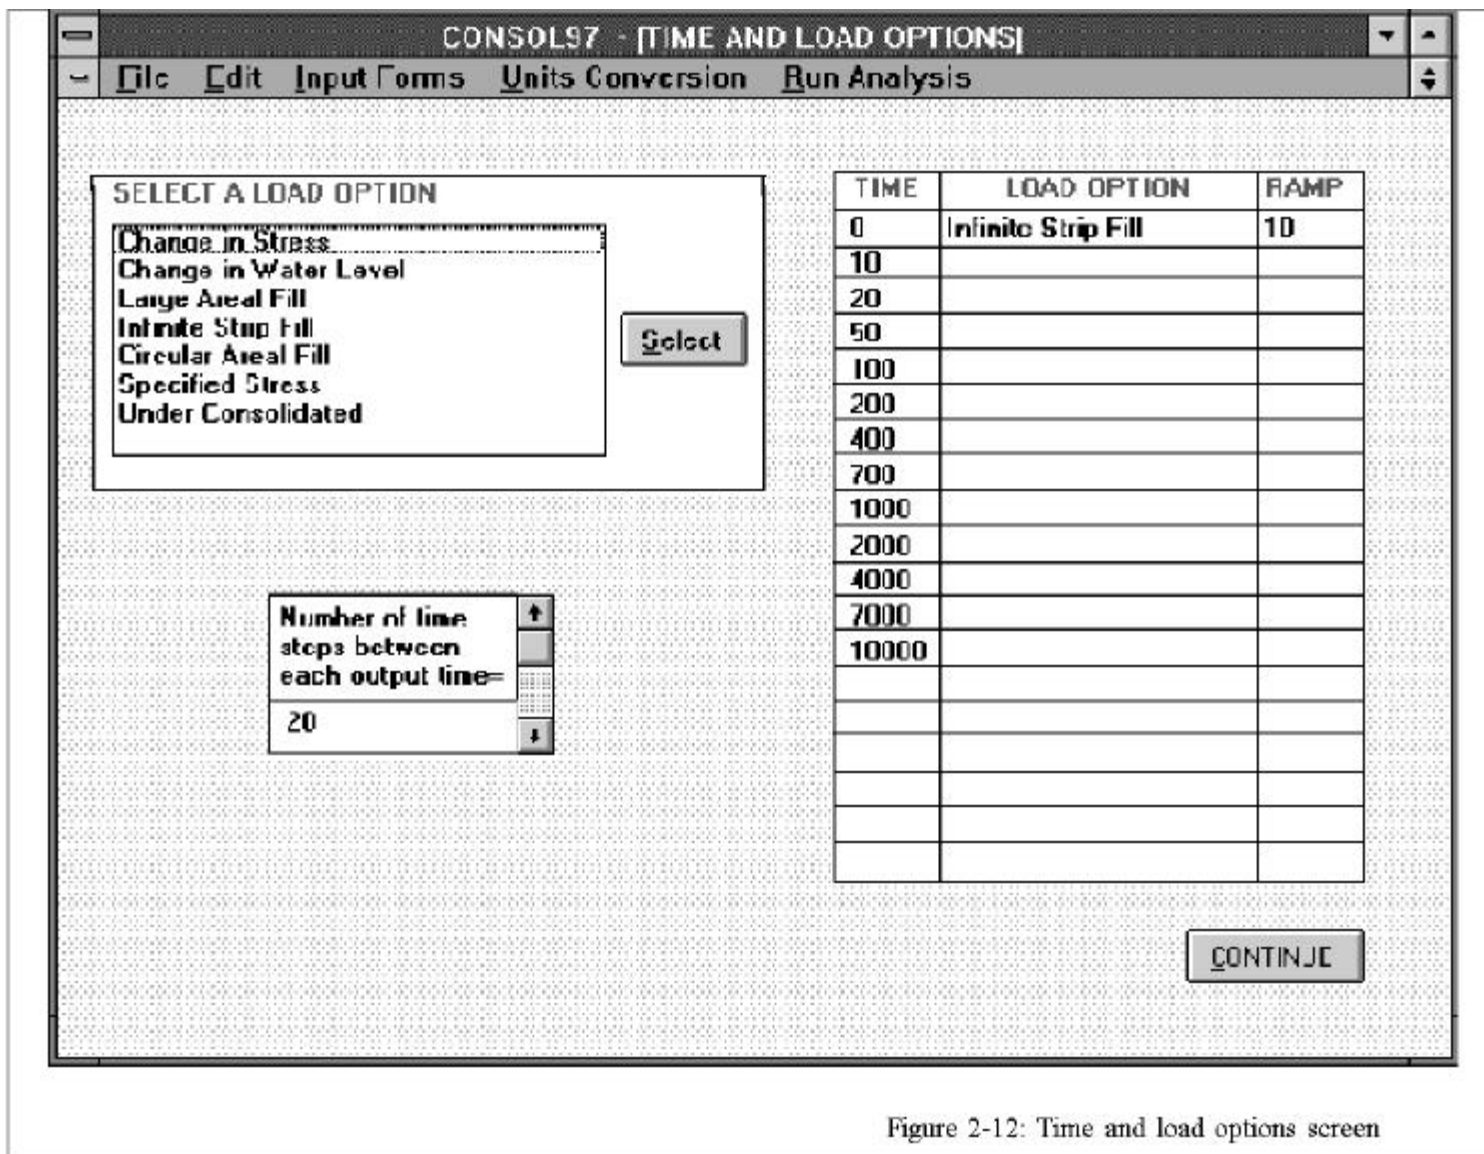 CONSOL97 - [TIME AND LOAD OPTIONS]
File Edit Input Forms Units Conversion Run Analysis
SELECT A LOAD OPTION
Change in Stress
Change in Water Level
Large Areal Fill
Infinite Strip Fill
Circular Areal Fill
Specified Stress
Under Consolidated
Select
Number of time
steps between
each output time=
20
TIME LOAD OPTION RAMP
0 Infinite Strip Fill 10
10
20
50
100
200
400
700
1000
2000
4000
7000
10000
CONTINUE
Figure 2-12: Time and load options screen